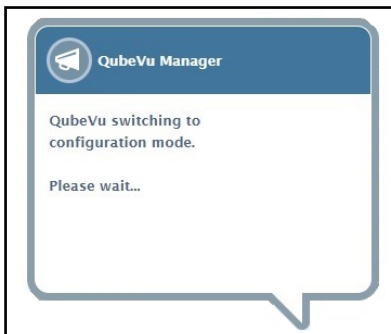 QubeVu Manager
QubeVu switching to
configuration mode.
Please wait...